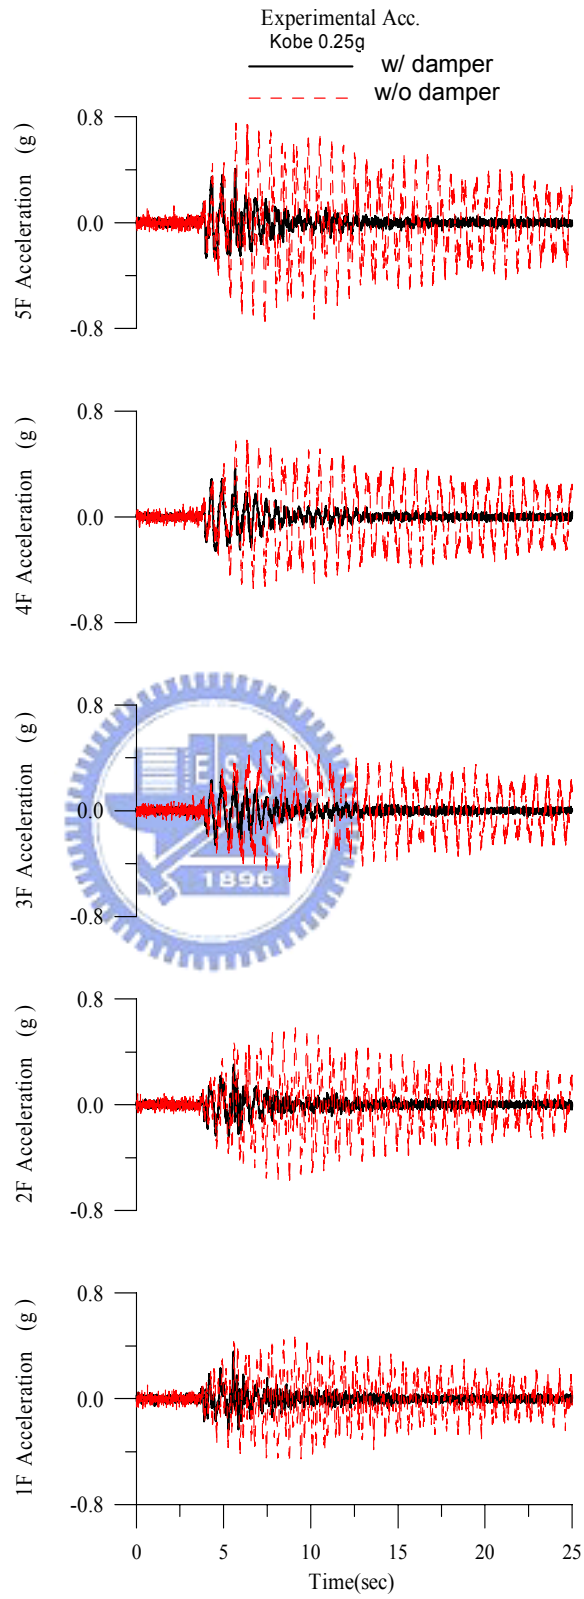 Experimental Acc.
Kobe 0.25g
w/ damper
w/o damper
0.8
0.0
-0.8
5F Acceleration (g)
0.8
0.0
-0.8
4F Acceleration (g)
0.8
0.0
-0.8
3F Acceleration (g)
E S
1896
0.8
0.0
-0.8
2F Acceleration (g)
0.8
0.0
-0.8
1F Acceleration (g)
0 5 10 15 20 25
Time(sec)